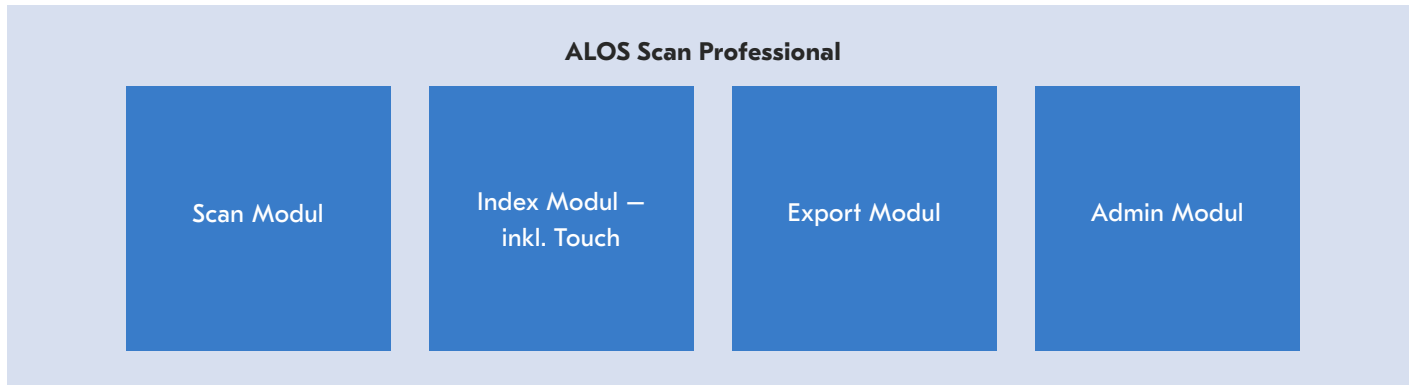 ALOS Scan Professional
Scan Modul
Index Modul –
inkl. Touch
Export Modul
Admin Modul